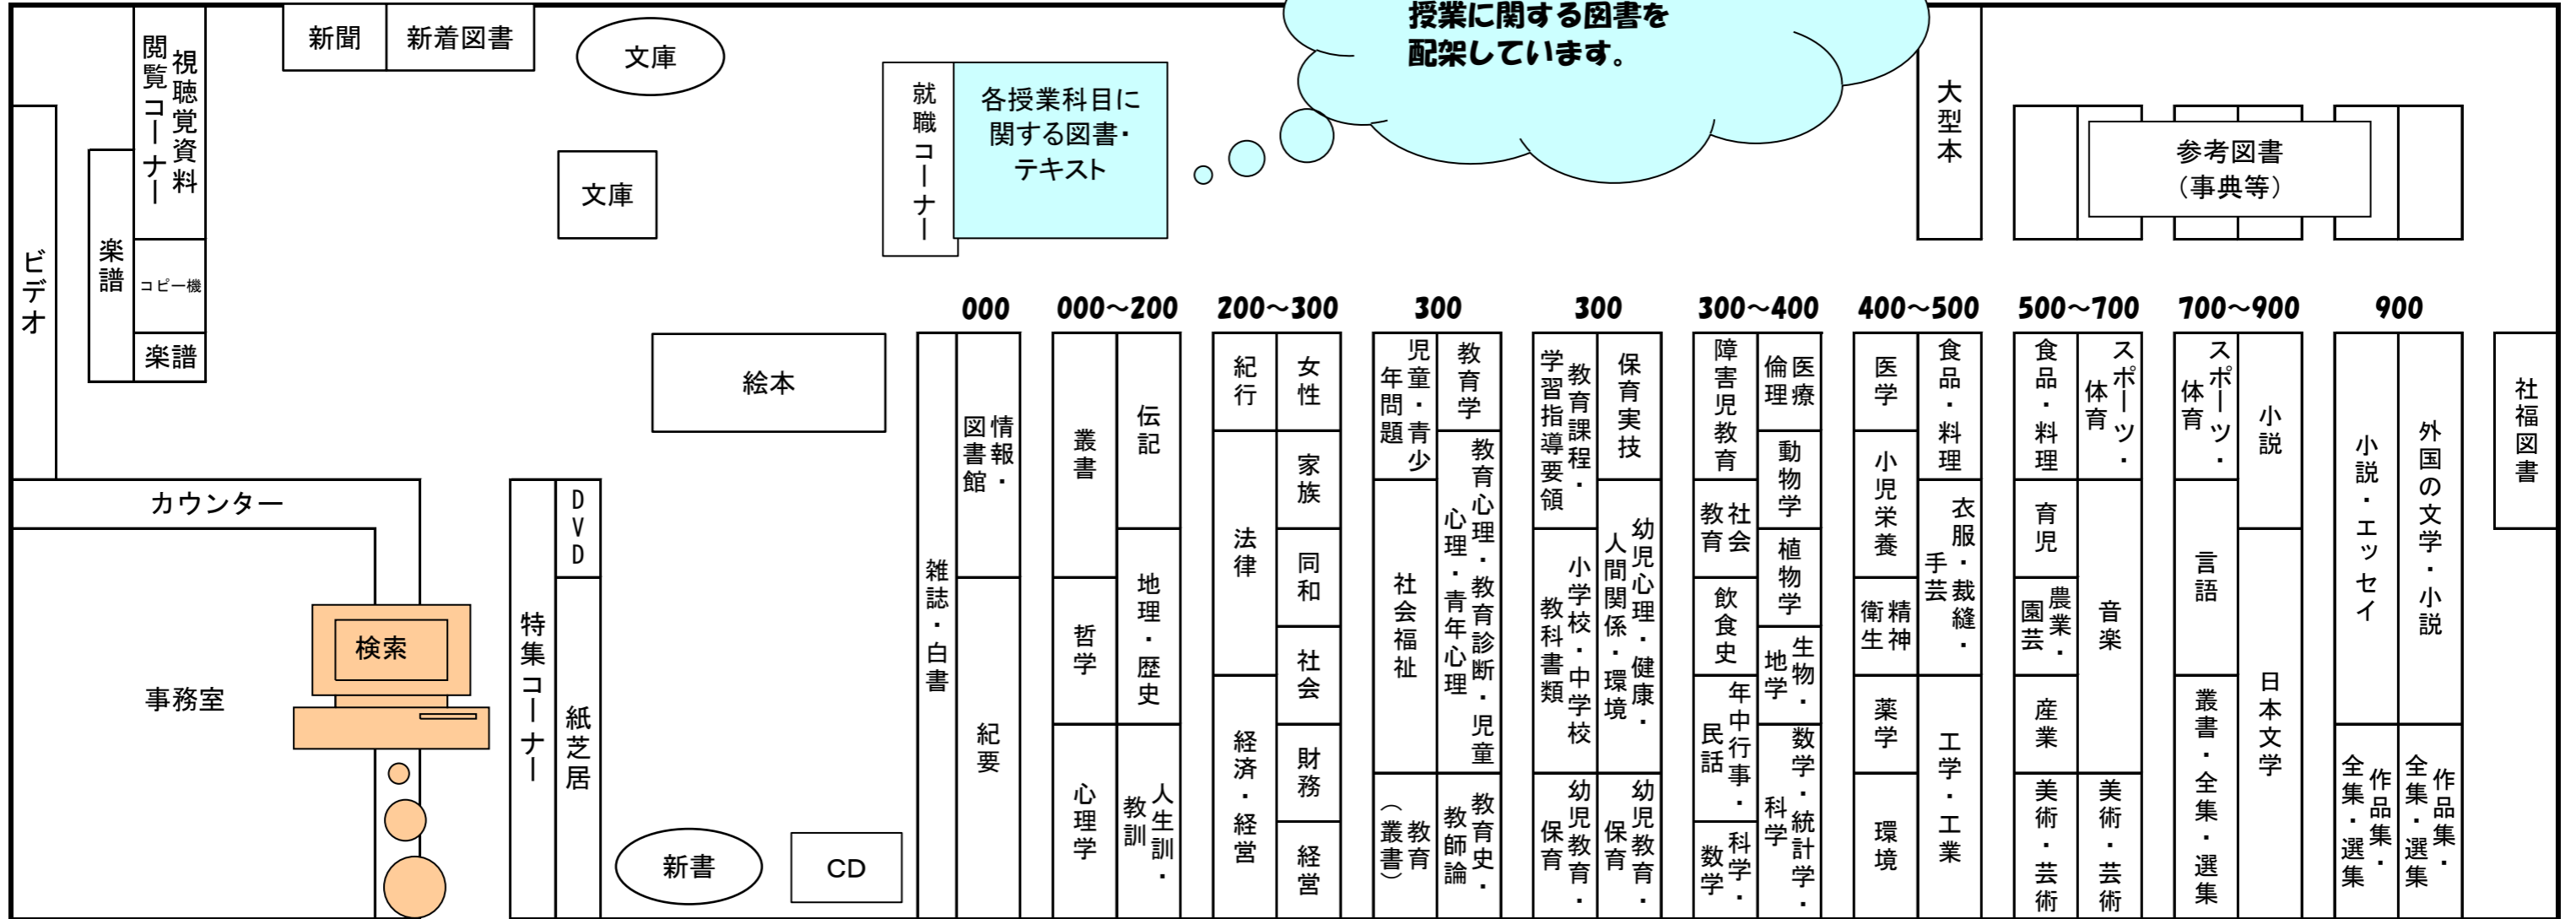 授業に関する図書を
配架しています。
新聞
新着図書
文庫
視聴覚資料
閲覧コーナー
就職コーナー
各授業科目に
関する図書・
テキスト
大型本
参考図書
（事典等）
文庫
ビデオ
楽譜
コピー機
楽譜
絵本
000
000～200
200～300
300
300
300～400
400～500
500～700
700～900
900
カウンター
事務室
検索
特集コーナー
DVD
紙芝居
新書
CD
雑誌・白書
情報・
図書館
紀要
叢書
哲学
心理学
伝記
地理・歴史
人生訓・
教訓
紀行
法律
経済・経営
女性
家族
同和
社会
財務
経営
児童・青少
年問題
社会福祉
教育
（叢書）
教育学
教育心理・教育診断・児童
心理・青年心理
教育史・
教師論
教育課程・
学習指導要領
小学校・中学校
教科書類
幼児教育・
保育
保育実技
幼児心理・健康・
人間関係・環境
幼児教育・
保育
障害児教育
社会
教育
飲食史
年中行事・
民話
科学・
数学
医療
倫理
動物学
植物学
生物・
地学
数学・統計学・
科学
医学
小児栄養
精神
衛生
薬学
環境
食品・料理
衣服・裁縫・
手芸
工学・工業
食品・料理
育児
農業・
園芸
産業
美術・芸術
スポーツ・
体育
音楽
美術・芸術
スポーツ・
体育
言語
叢書・全集・選集
小説
日本文学
小説・エッセイ
作品集・
全集・選集
外国の文学・小説
作品集・
全集・選集
社福図書